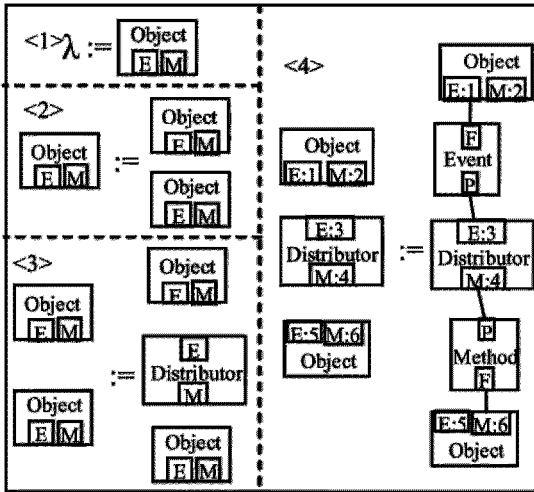 <1> λ := Object
E M
<2>
Object
E M
:=
Object
E M
Object
E M
<3>
Object
E M
Object
E M
:=
Object
E M
E
Distributor
M
Object
E M
<4>
Object
E:1 M:2
E:3
Distributor
M:4
E:5 M:6
Object
:=
Object
E:1 M:2
F
Event
P
E:3
Distributor
M:4
P
Method
F
E:5 M:6
Object